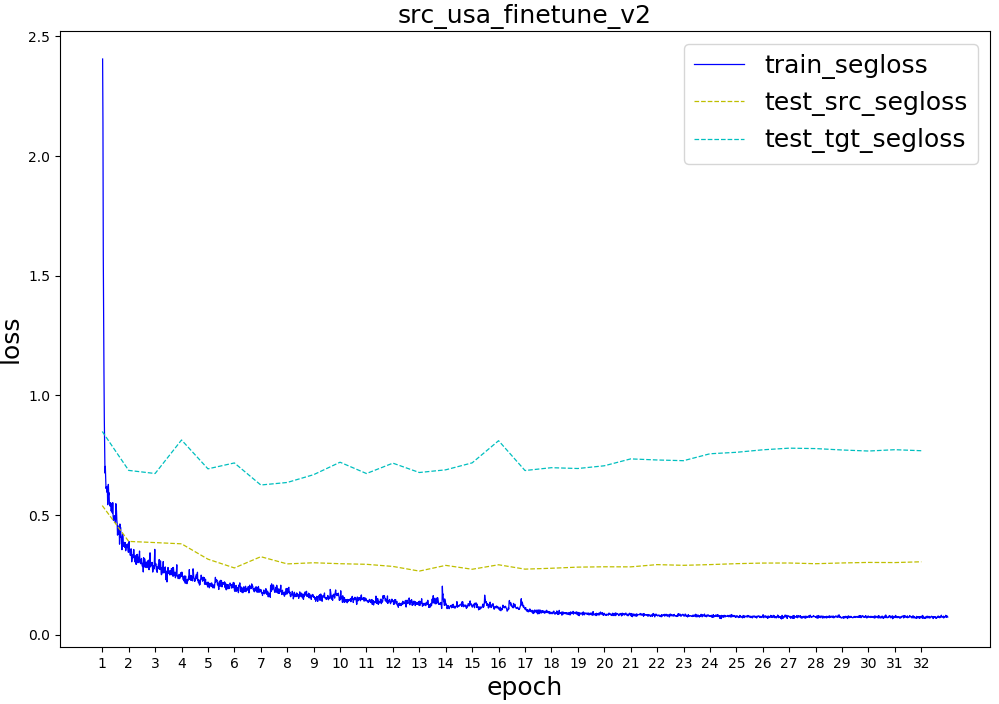 src_usa_finetune_v2
train_segloss
test_src_segloss
test_tgt_segloss
loss
2.5
2.0
1.5
1.0
0.5
0.0
1 2 3 4 5 6 7 8 9 10 11 12 13 14 15 16 17 18 19 20 21 22 23 24 25 26 27 28 29 30 31 32
epoch